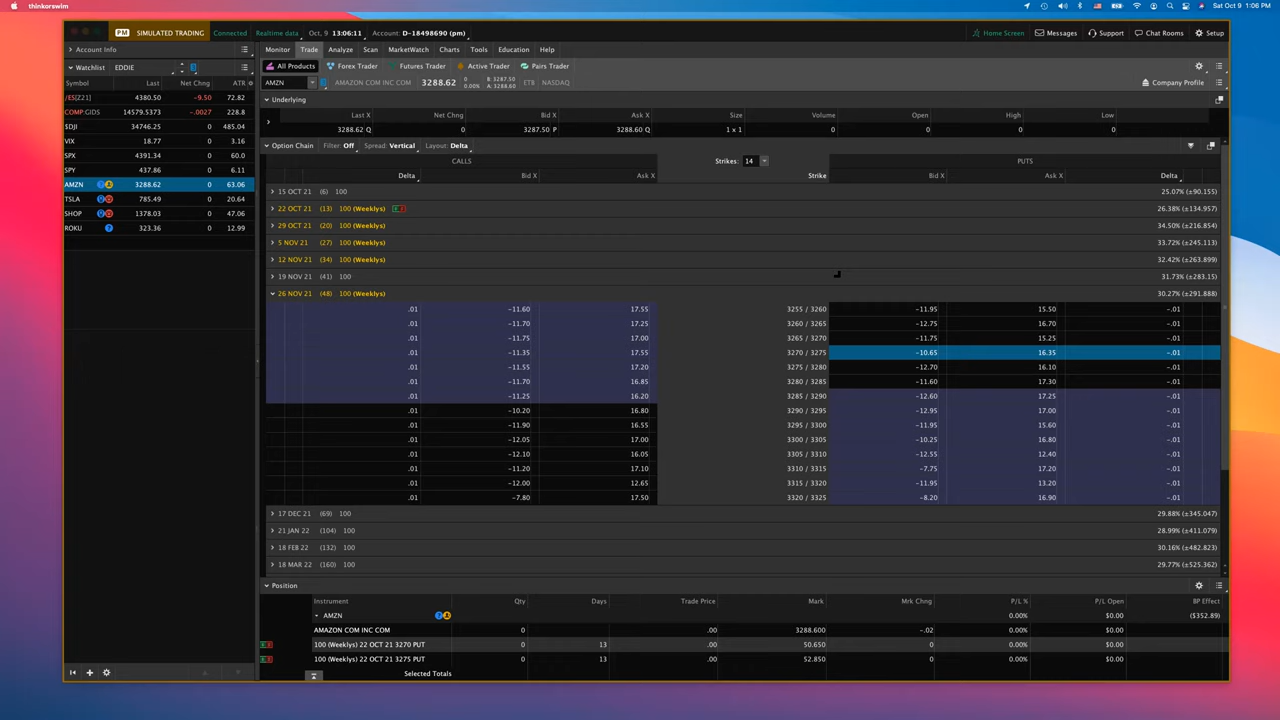 thinkorswim
Sat Oct 9 1:06 PM
PM SIMULATED TRADING Connected Realtime data Oct, 9 13:06:11 Account: D-18498690 (pm) Home Screen Messages Support Chat Rooms Setup
Account Info
Monitor Trade Analyze Scan MarketWatch Charts Tools Education Help
Watchlist EDDIE
All Products Forex Trader Futures Trader Active Trader Pairs Trader
Symbol Last Net Chng ATR
AMZN AMAZON COM INC COM 3288.62 0 0.00% B: 3287.50 A: 3288.60 ETB NASDAQ Company Profile
/ES[Z21] 4380.50 -9.50 72.82
COMP:GIDS 14579.5373 -.0027 228.8
$DJI 34746.25 0 485.04
VIX 18.77 0 3.16
SPX 4391.34 0 60.0
SPY 437.86 0 6.11
AMZN 3288.62 0 63.06
TSLA 785.49 0 20.64
SHOP 1378.03 0 47.06
ROKU 323.36 0 12.99
Underlying
Last X Net Chng Bid X Ask X Size Volume Open High Low
3288.62 Q 0 3287.50 P 3288.60 Q 1 x 1 0 0 0 0
Option Chain Filter: Off Spread: Vertical Layout: Delta
CALLS Strikes: 14 PUTS
Delta Bid X Ask X Strike Bid X Ask X Delta
15 OCT 21 (6) 100 25.07% (±90.155)
22 OCT 21 (13) 100 (Weeklys) 26.38% (±134.957)
29 OCT 21 (20) 100 (Weeklys) 34.50% (±216.854)
5 NOV 21 (27) 100 (Weeklys) 33.72% (±245.113)
12 NOV 21 (34) 100 (Weeklys) 32.42% (±263.899)
19 NOV 21 (41) 100 31.73% (±283.15)
26 NOV 21 (48) 100 (Weeklys) 30.27% (±291.888)
.01 -11.60 17.55 3255 / 3260 -11.95 15.50 -.01
.01 -11.70 17.25 3260 / 3265 -12.75 16.70 -.01
.01 -11.75 17.00 3265 / 3270 -11.75 15.25 -.01
.01 -11.35 17.55 3270 / 3275 -10.65 16.35 -.01
.01 -11.55 17.20 3275 / 3280 -12.70 16.10 -.01
.01 -11.70 16.85 3280 / 3285 -11.60 17.30 -.01
.01 -11.25 16.20 3285 / 3290 -12.60 17.25 -.01
.01 -10.20 16.80 3290 / 3295 -12.95 17.00 -.01
.01 -11.90 16.55 3295 / 3300 -11.90 15.60 -.01
.01 -12.05 17.00 3300 / 3305 -10.25 16.80 -.01
.01 -12.10 16.05 3305 / 3310 -12.55 12.40 -.01
.01 -11.20 17.10 3310 / 3315 -7.75 17.20 -.01
.01 -12.00 12.65 3315 / 3320 -11.95 13.20 -.01
.01 -7.80 17.50 3320 / 3325 -8.20 16.90 -.01
17 DEC 21 (69) 100 29.88% (±345.047)
21 JAN 22 (104) 100 28.99% (±411.079)
18 FEB 22 (132) 100 30.16% (±482.823)
18 MAR 22 (160) 100 29.77% (±525.362)
Position
Instrument Qty Days Trade Price Mark Mrk Chng P/L % P/L Open BP Effect
AMZN 0.00% $0.00 ($352.89)
AMAZON COM INC COM 0 .00 3288.600 -.02 0.00% $0.00
100 (Weeklys) 22 OCT 21 3270 PUT 0 13 .00 50.650 0 0.00% $0.00
100 (Weeklys) 22 OCT 21 3275 PUT 0 13 .00 52.850 0 0.00% $0.00
Selected Totals